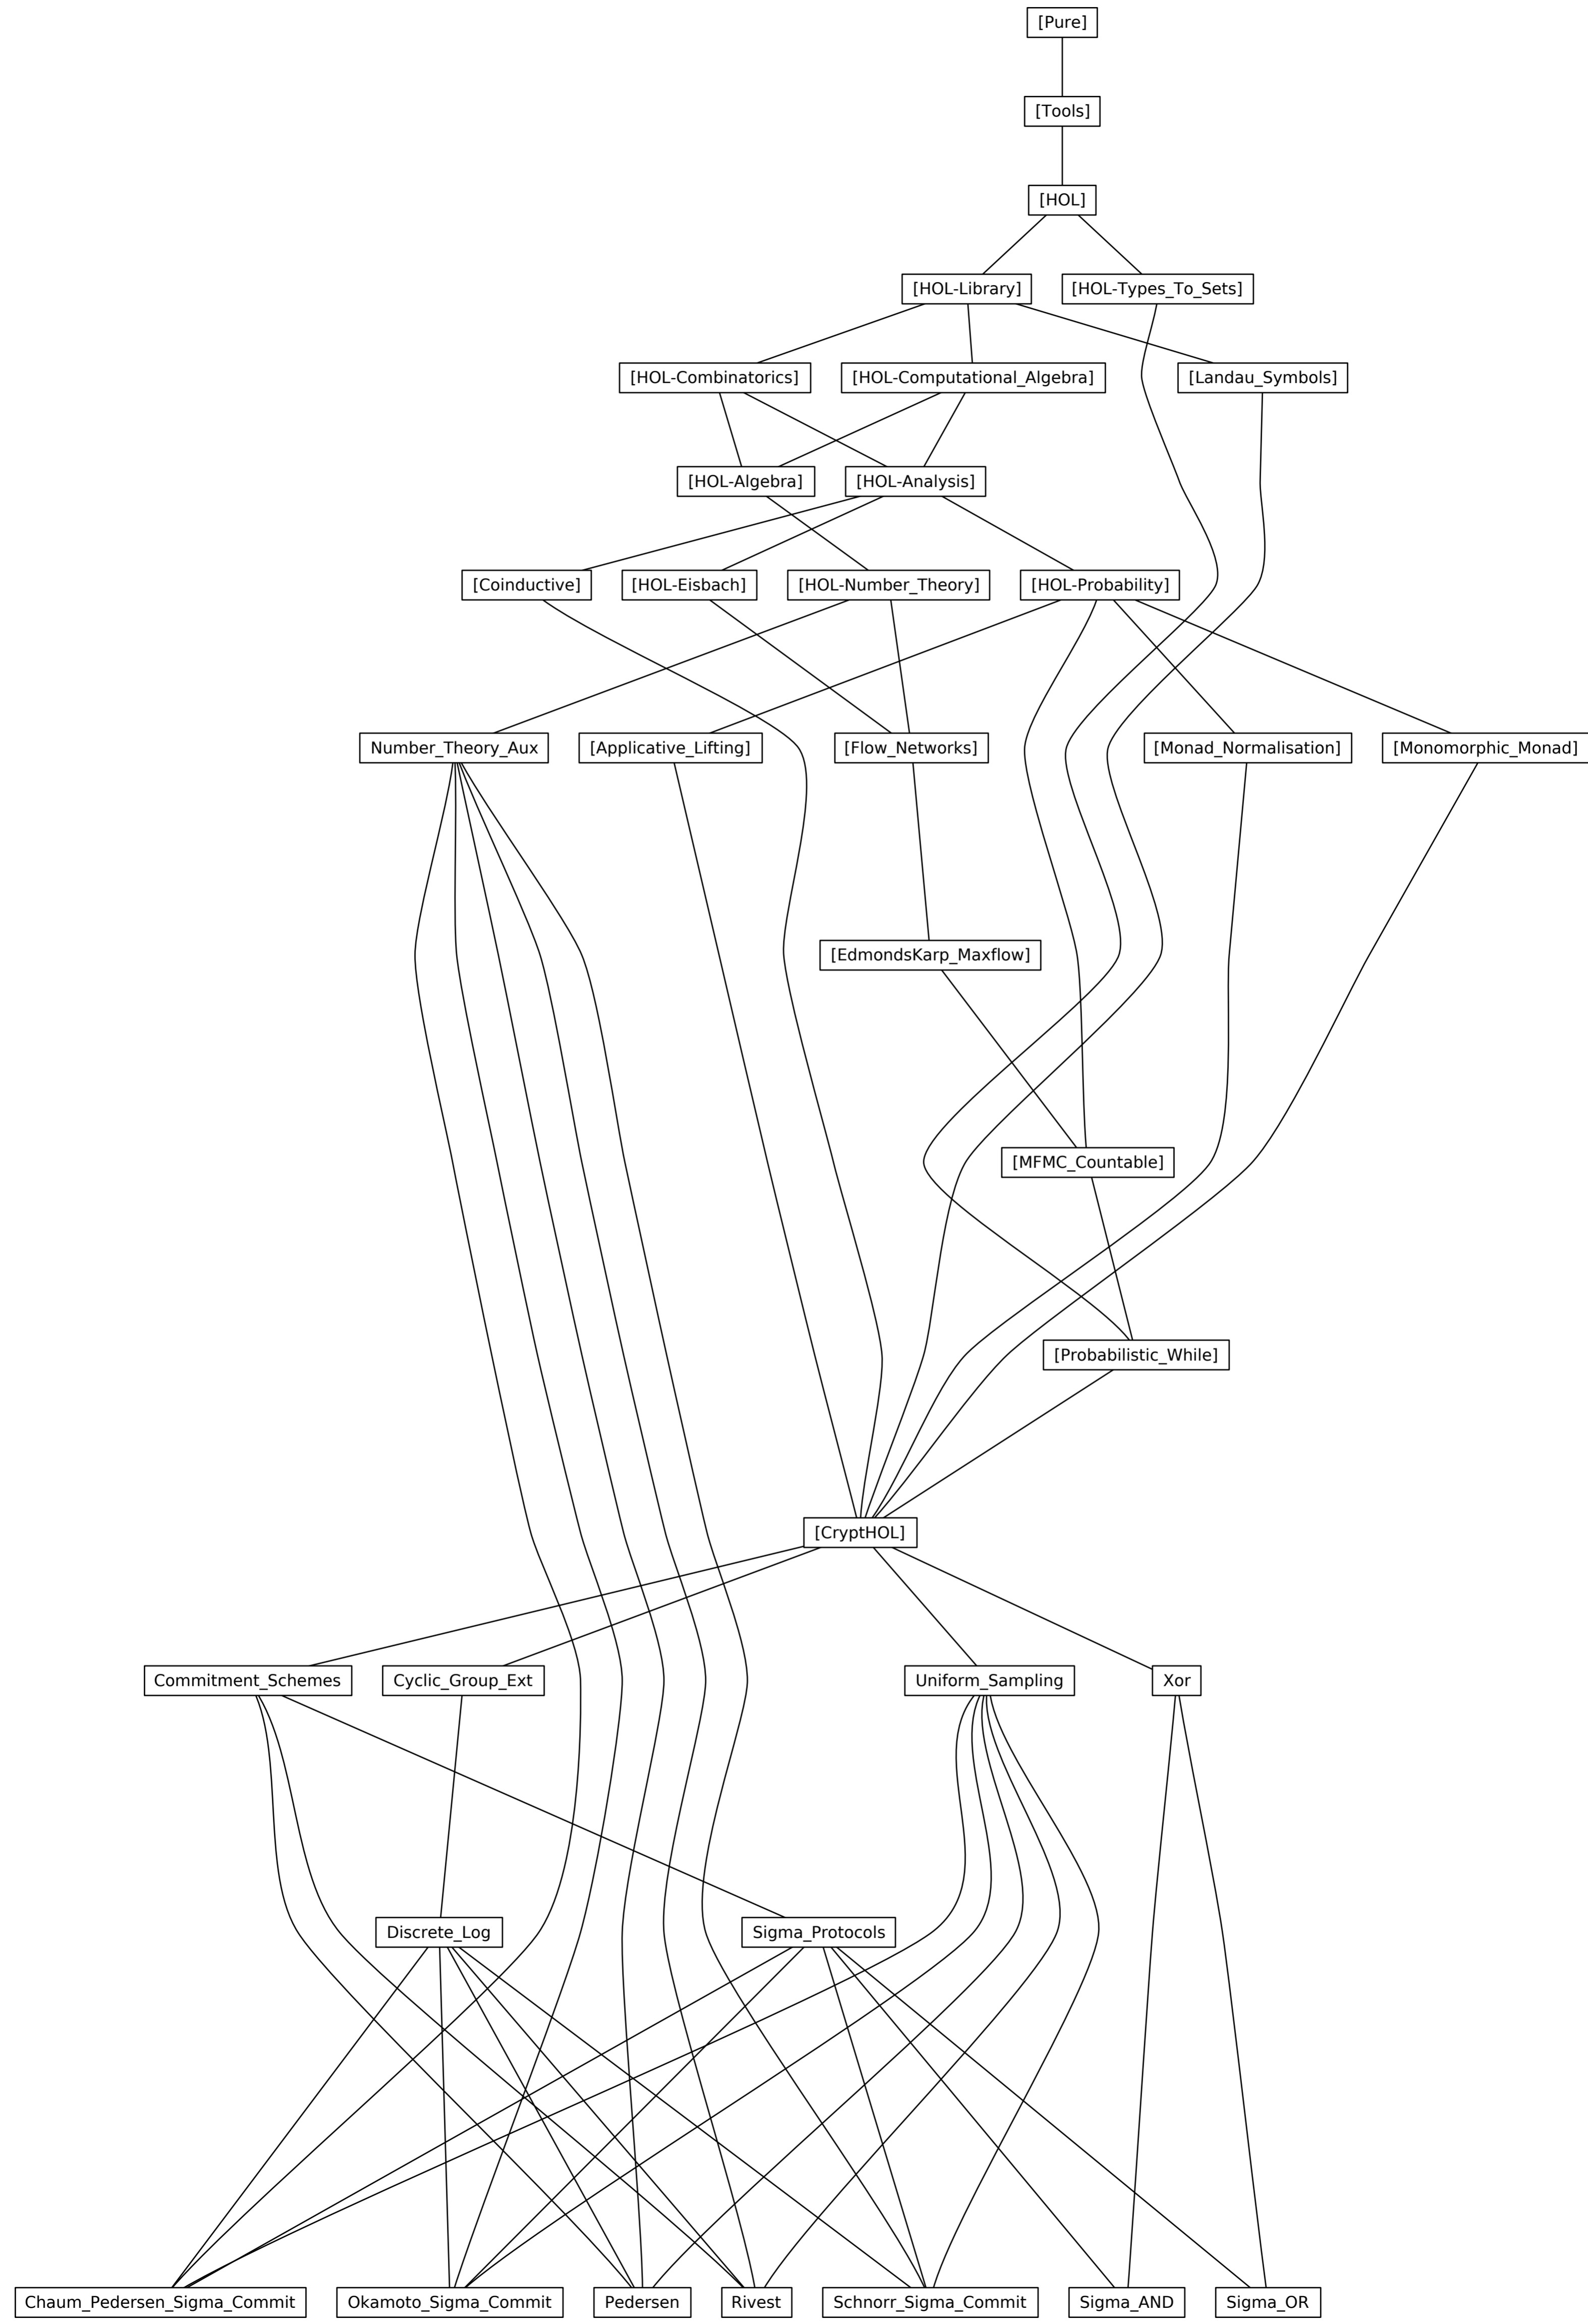 [Pure]
[Tools]
[HOL]
[HOL-Library]
[HOL-Types_To_Sets]
[HOL-Combinatorics]
[HOL-Computational_Algebra]
[Landau_Symbols]
[HOL-Algebra]
[HOL-Analysis]
[Coinductive]
[HOL-Eisbach]
[HOL-Number_Theory]
[HOL-Probability]
Number_Theory_Aux
[Applicative_Lifting]
[Flow_Networks]
[Monad_Normalisation]
[Monomorphic_Monad]
[EdmondsKarp_Maxflow]
[MFMC_Countable]
[Probabilistic_While]
[CryptHOL]
Commitment_Schemes
Cyclic_Group_Ext
Uniform_Sampling
Xor
Discrete_Log
Sigma_Protocols
Chaum_Pedersen_Sigma_Commit
Okamoto_Sigma_Commit
Pedersen
Rivest
Schnorr_Sigma_Commit
Sigma_AND
Sigma_OR